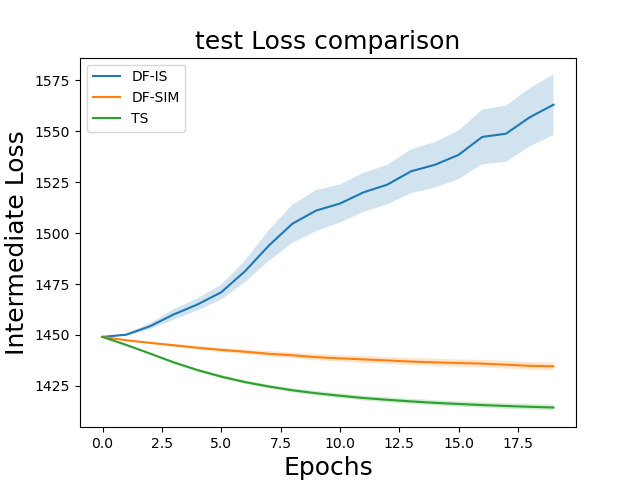 test Loss comparison
DF-IS
DF-SIM
TS
Intermediate Loss
1575
1550
1525
1500
1475
1450
1425
0.0 2.5 5.0 7.5 10.0 12.5 15.0 17.5
Epochs